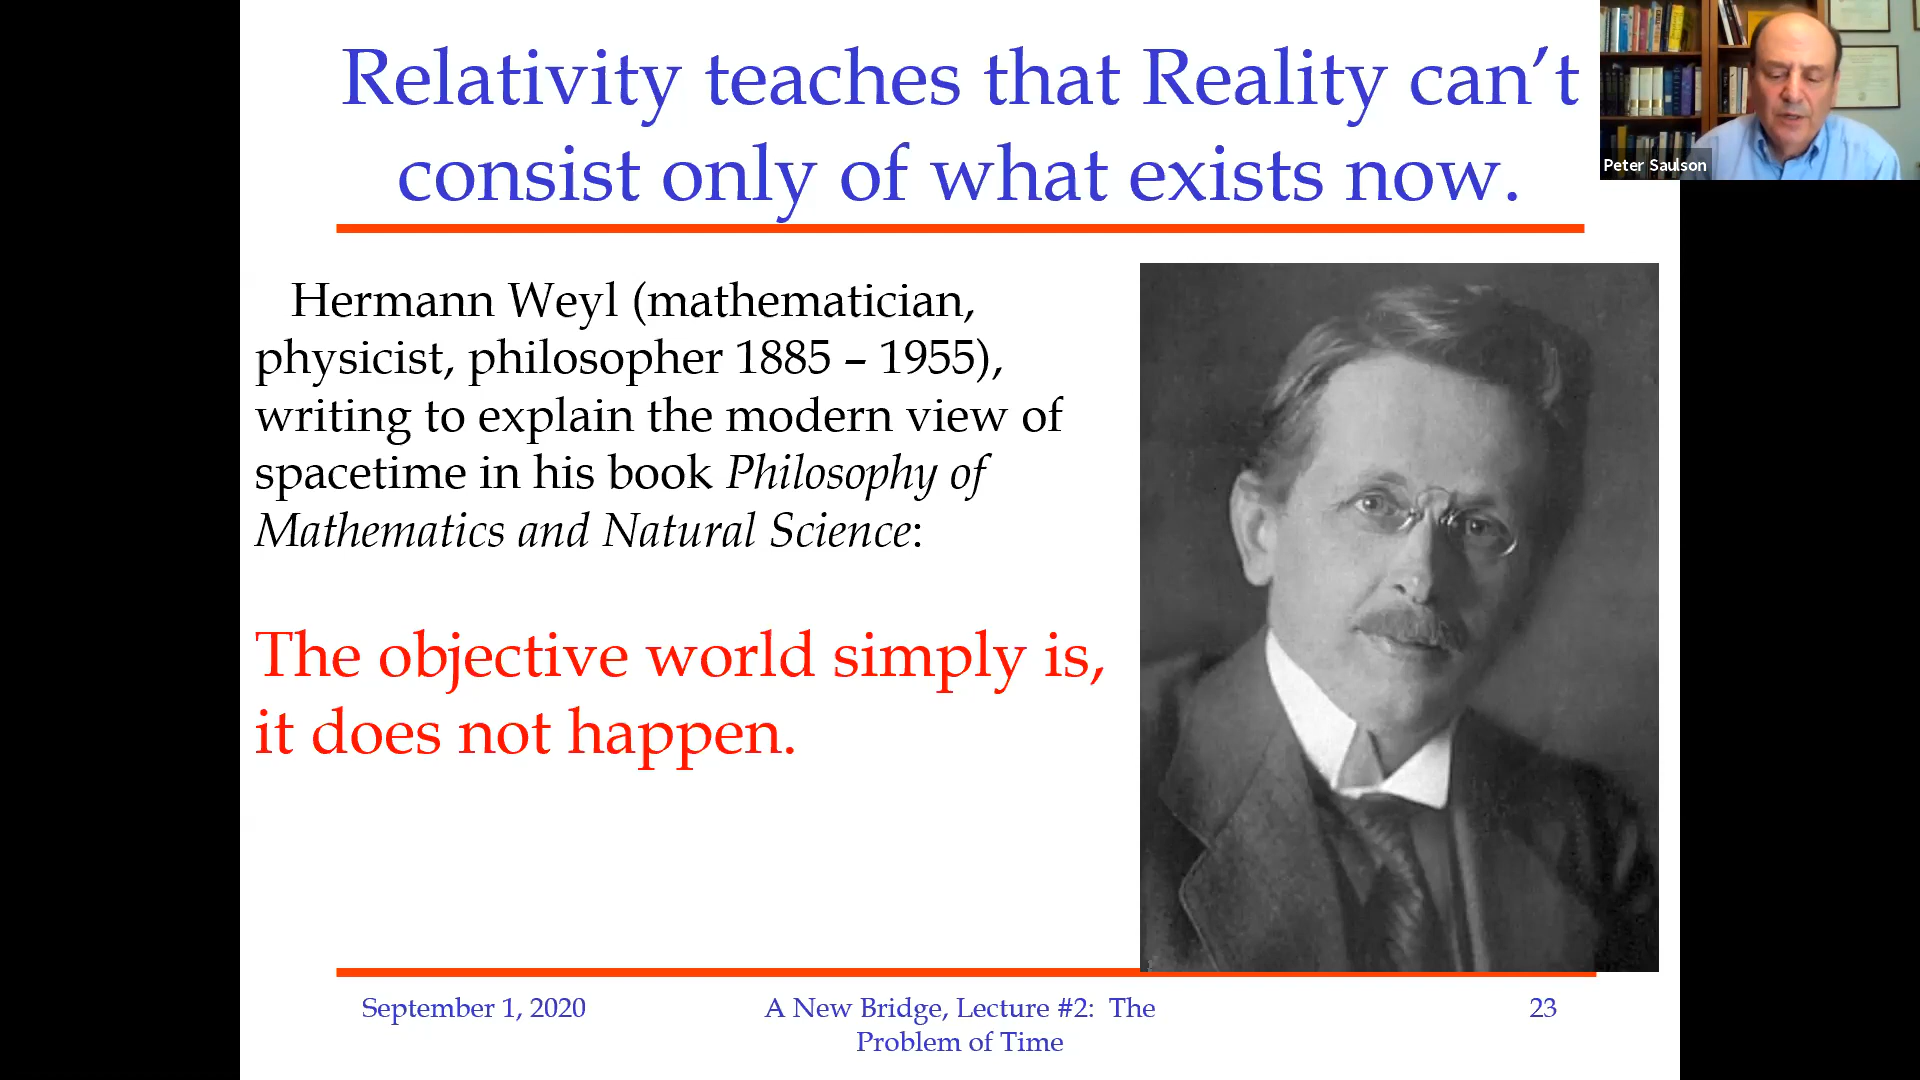 Relativity teaches that Reality can’t
consist only of what exists now.
Peter Saulson
Hermann Weyl (mathematician,
physicist, philosopher 1885 – 1955),
writing to explain the modern view of
spacetime in his book Philosophy of
Mathematics and Natural Science:
The objective world simply is,
it does not happen.
September 1, 2020
A New Bridge, Lecture #2: The
Problem of Time
23